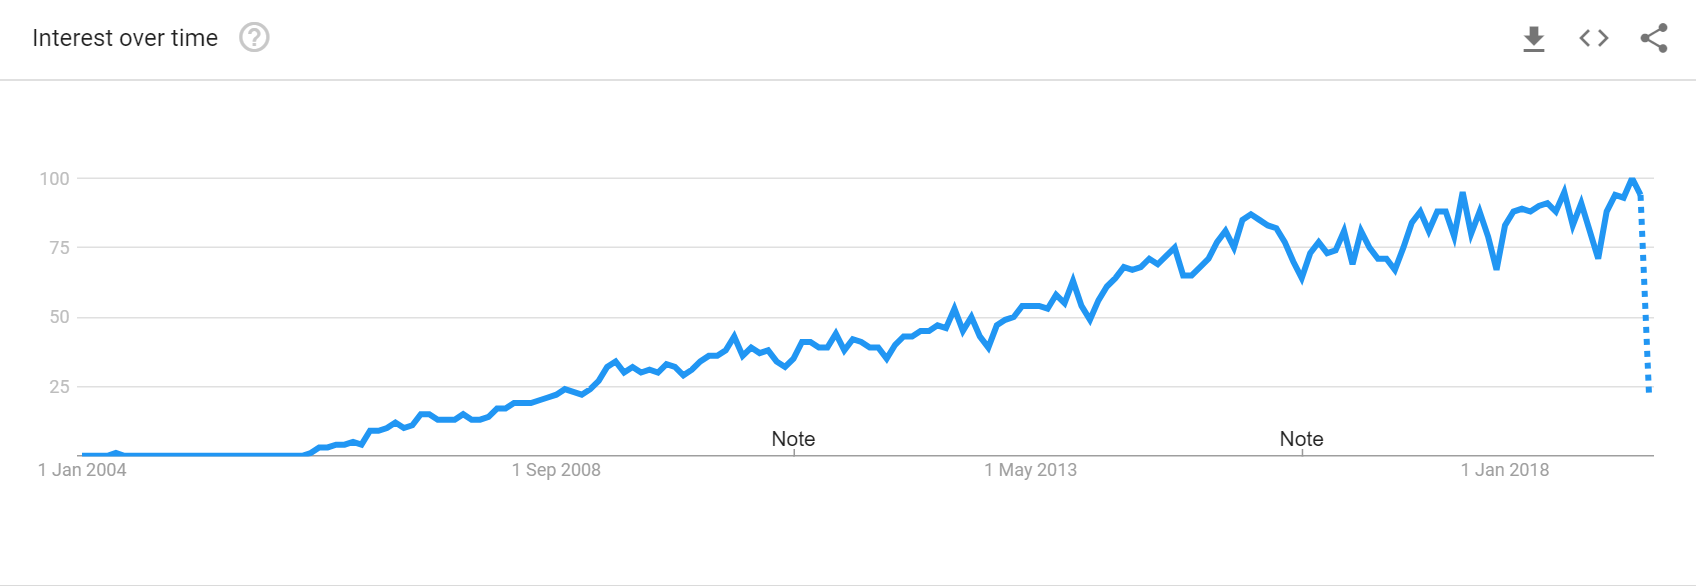 Interest over time ?
100
75
50
25
Note Note
1 Jan 2004 1 Sep 2008 1 May 2013 1 Jan 2018